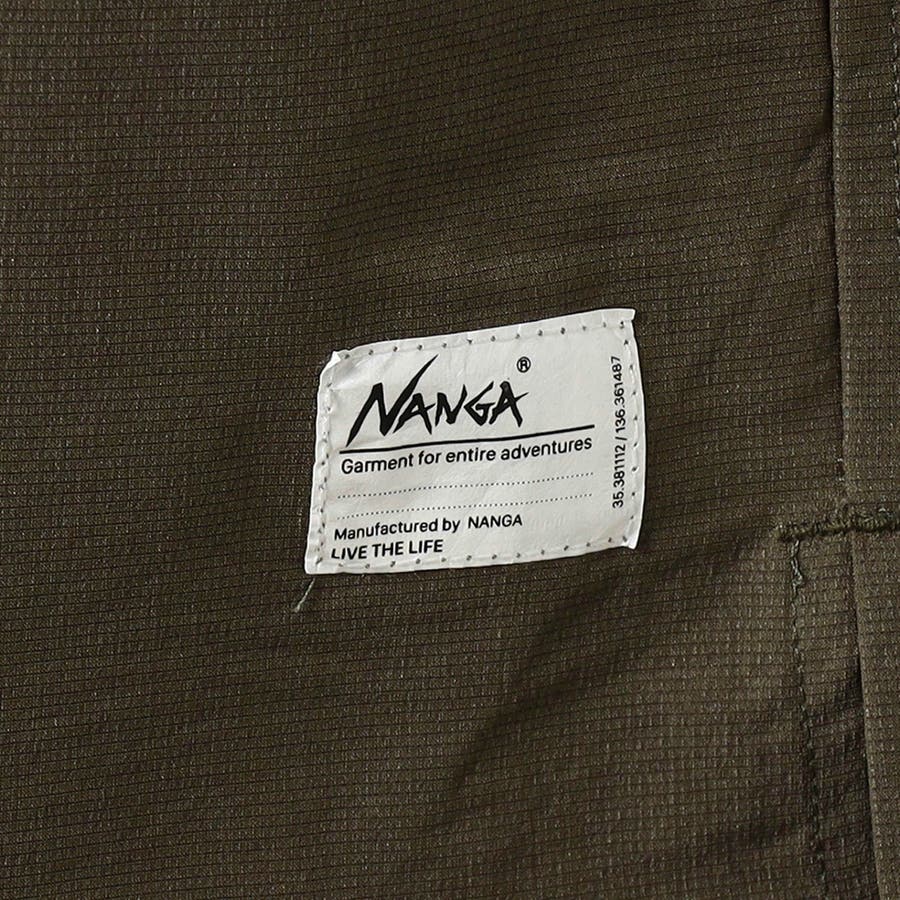 NANGA®
Garment for entire adventures
Manufactured by NANGA
LIVE THE LIFE
35.381112 / 136.361487